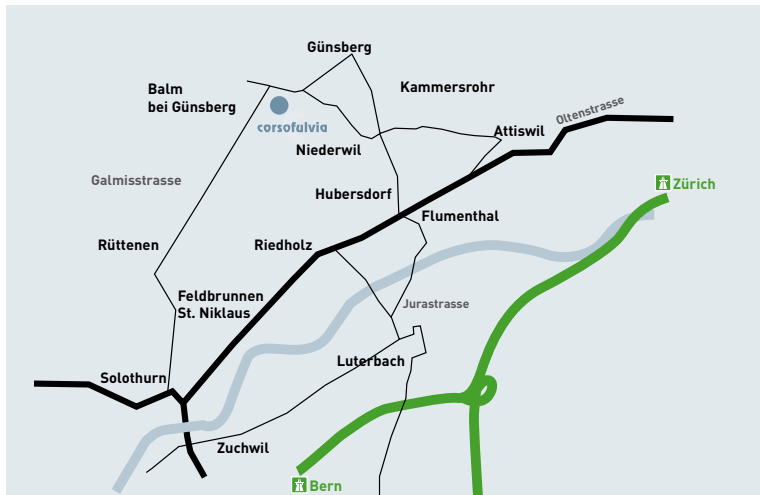 Günsberg
Balm
bei Günsberg
Kammersrohr
corsofulvia
Oltenstrasse
Attiswil
Niederwil
Galmisstrasse
Zürich
Hubersdorf
Flumenthal
Rüttenen
Riedholz
Feldbrunnen
St. Niklaus
Jurastrasse
Luterbach
Solothurn
Zuchwil
Bern